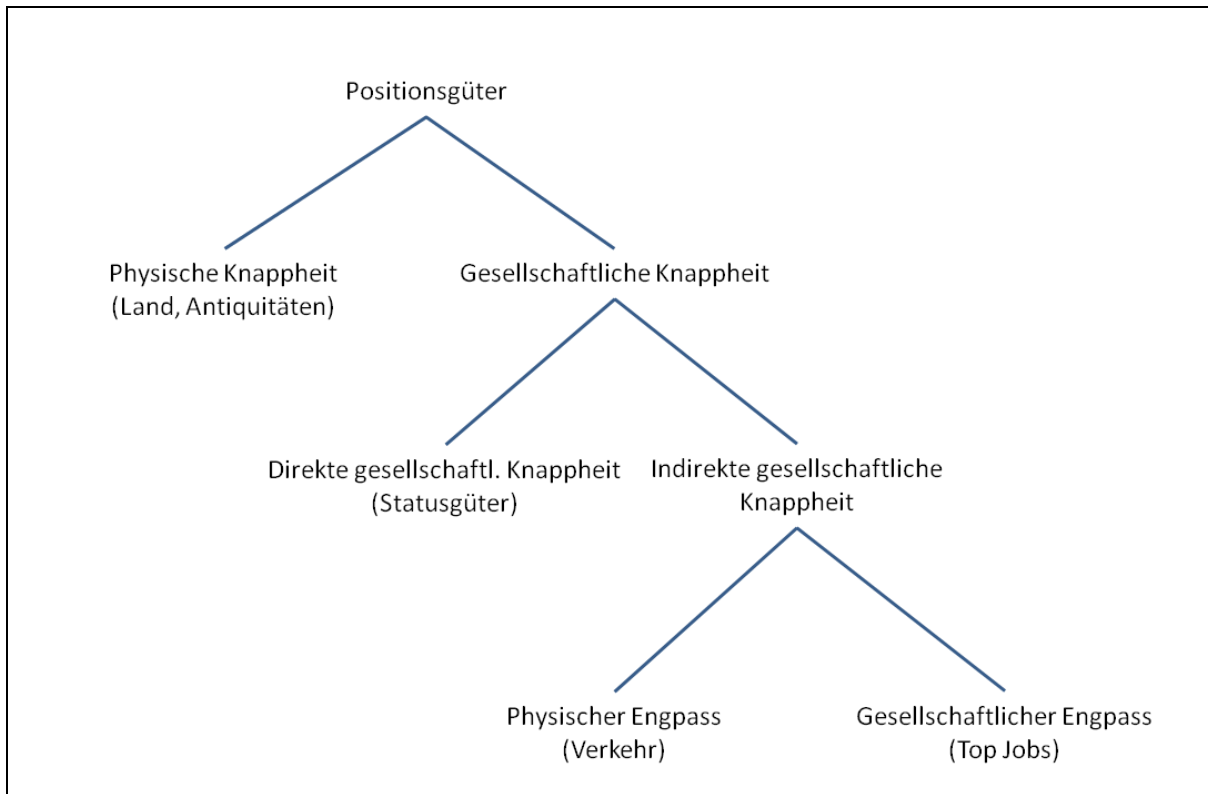 Positionsgüter
Physische Knappheit
(Land, Antiquitäten)
Gesellschaftliche Knappheit
Direkte gesellschaftl. Knappheit
(Statusgüter)
Indirekte gesellschaftliche
Knappheit
Physischer Engpass
(Verkehr)
Gesellschaftlicher Engpass
(Top Jobs)